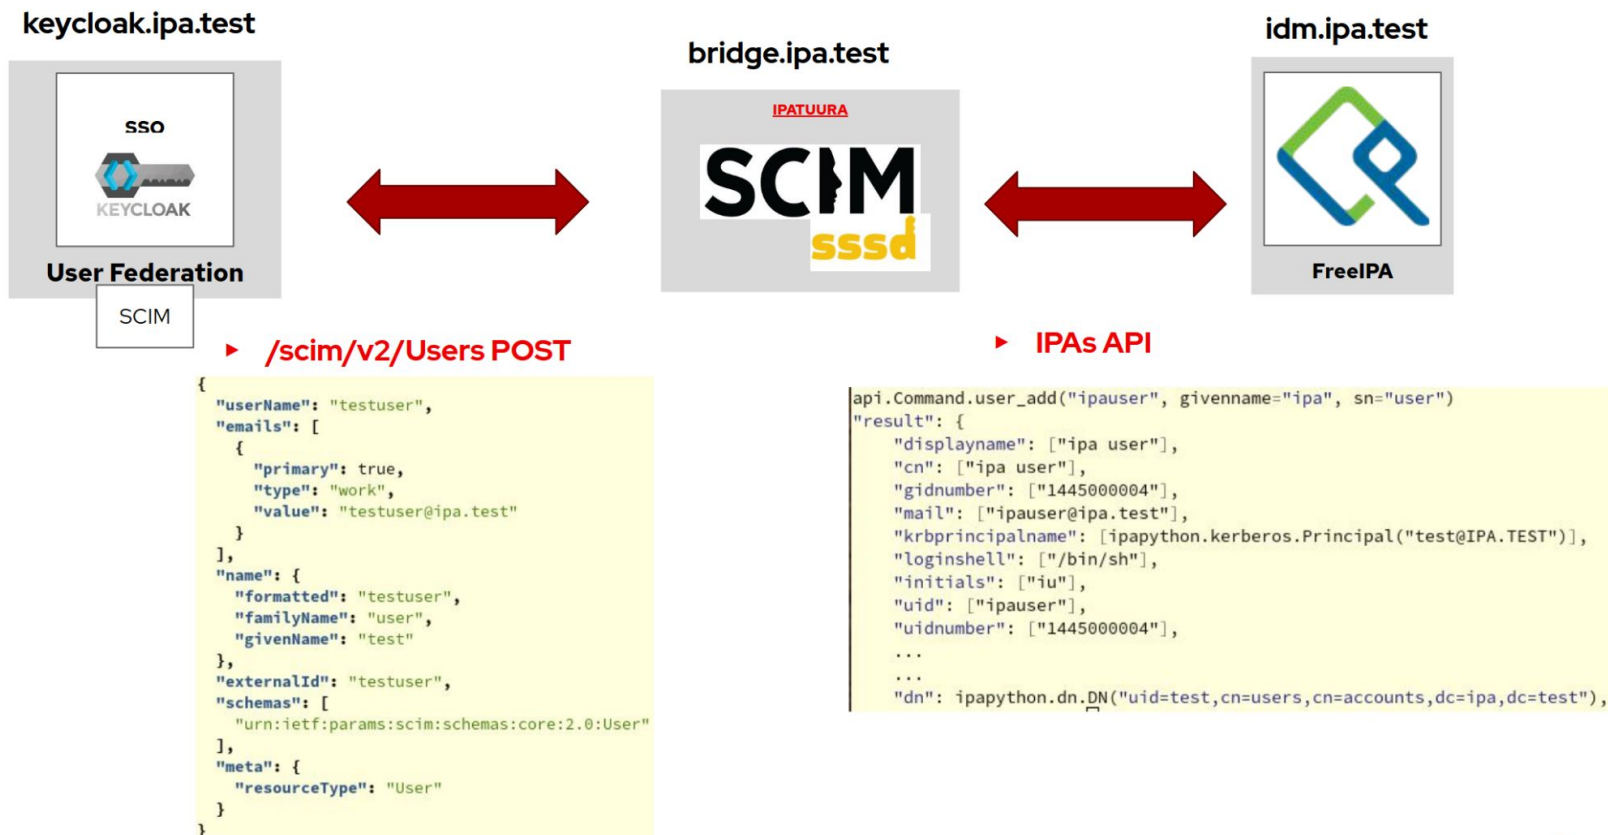 keycloak.ipa.test
SSO
KEYCLOAK
User Federation
SCIM
bridge.ipa.test
IPATUURA
SCIM
sssd
idm.ipa.test
FreeIPA
▸ /scim/v2/Users POST
{
  "userName": "testuser",
  "emails": [
    {
      "primary": true,
      "type": "work",
      "value": "testuser@ipa.test"
    }
  ],
  "name": {
    "formatted": "testuser",
    "familyName": "user",
    "givenName": "test"
  },
  "externalId": "testuser",
  "schemas": [
    "urn:ietf:params:scim:schemas:core:2.0:User"
  ],
  "meta": {
    "resourceType": "User"
  }
}
▸ IPAs API
api.Command.user_add("ipauser", givenname="ipa", sn="user")
"result": {
    "displayname": ["ipa user"],
    "cn": ["ipa user"],
    "gidnumber": ["1445000004"],
    "mail": ["ipauser@ipa.test"],
    "krbprincipalname": [ipapython.kerberos.Principal("test@IPA.TEST")],
    "loginshell": ["/bin/sh"],
    "initials": ["iu"],
    "uid": ["ipauser"],
    "uidnumber": ["1445000004"],
    ...
    ...
    "dn": ipapython.dn.DN("uid=test,cn=users,cn=accounts,dc=ipa,dc=test"),